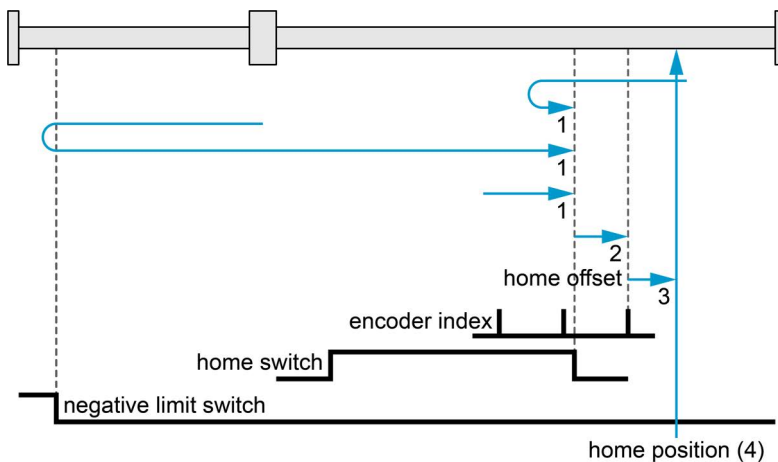 1
1
1
2
home offset
3
encoder index
home switch
negative limit switch
home position (4)